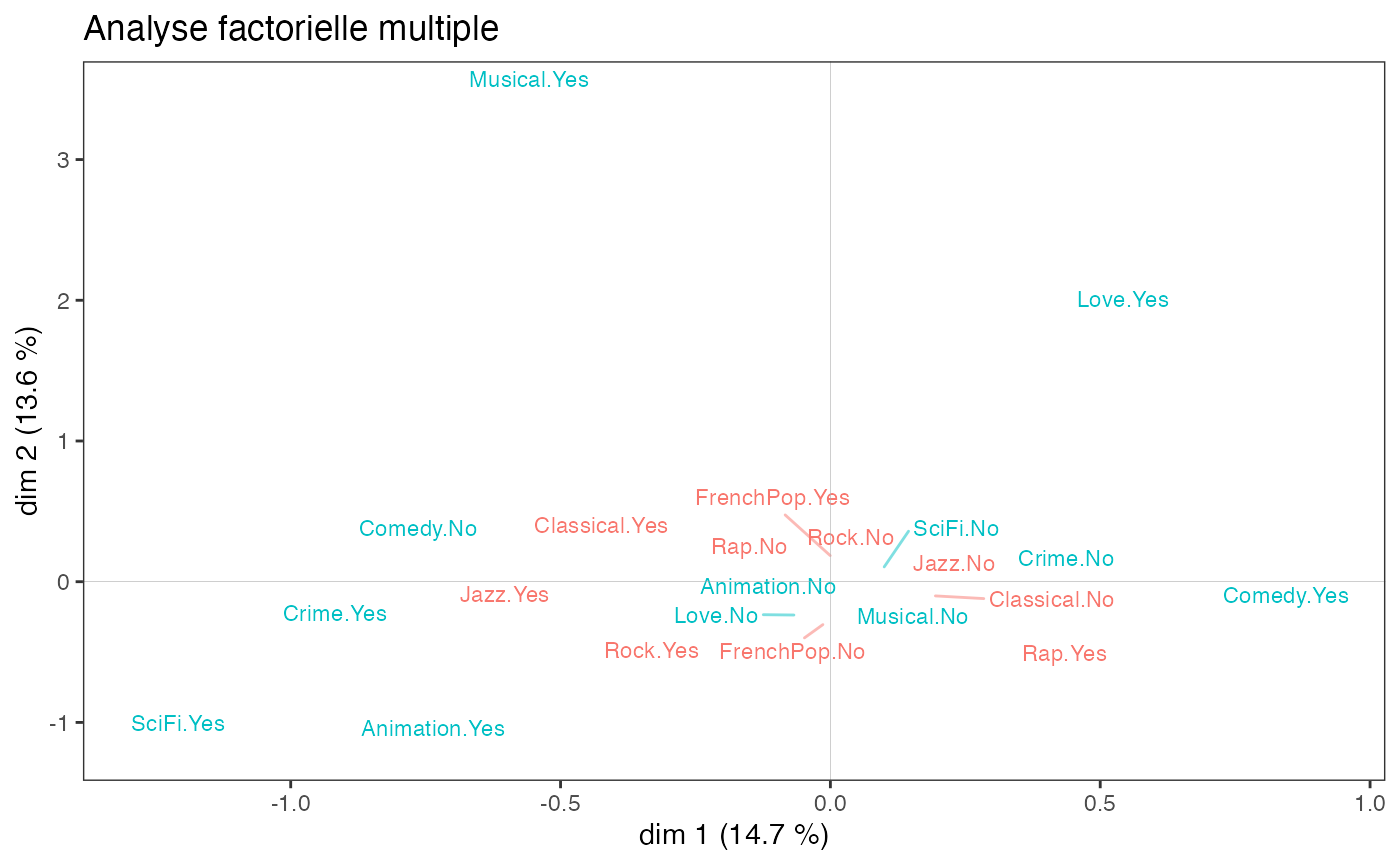 Analyse factorielle multiple
Musical.Yes
3
Love.Yes
2
dim 2 (13.6 %)
1
FrenchPop.Yes
Comedy.No
Classical.Yes
Rap.No
Rock.No
SciFi.No
Jazz.No
Crime.No
0
Animation.No
Jazz.Yes
Comedy.Yes
Classical.No
Crime.Yes
Love.No
Musical.No
Rock.Yes
FrenchPop.No
Rap.Yes
-1
SciFi.Yes
Animation.Yes
-1.0
-0.5
0.0
0.5
1.0
dim 1 (14.7 %)